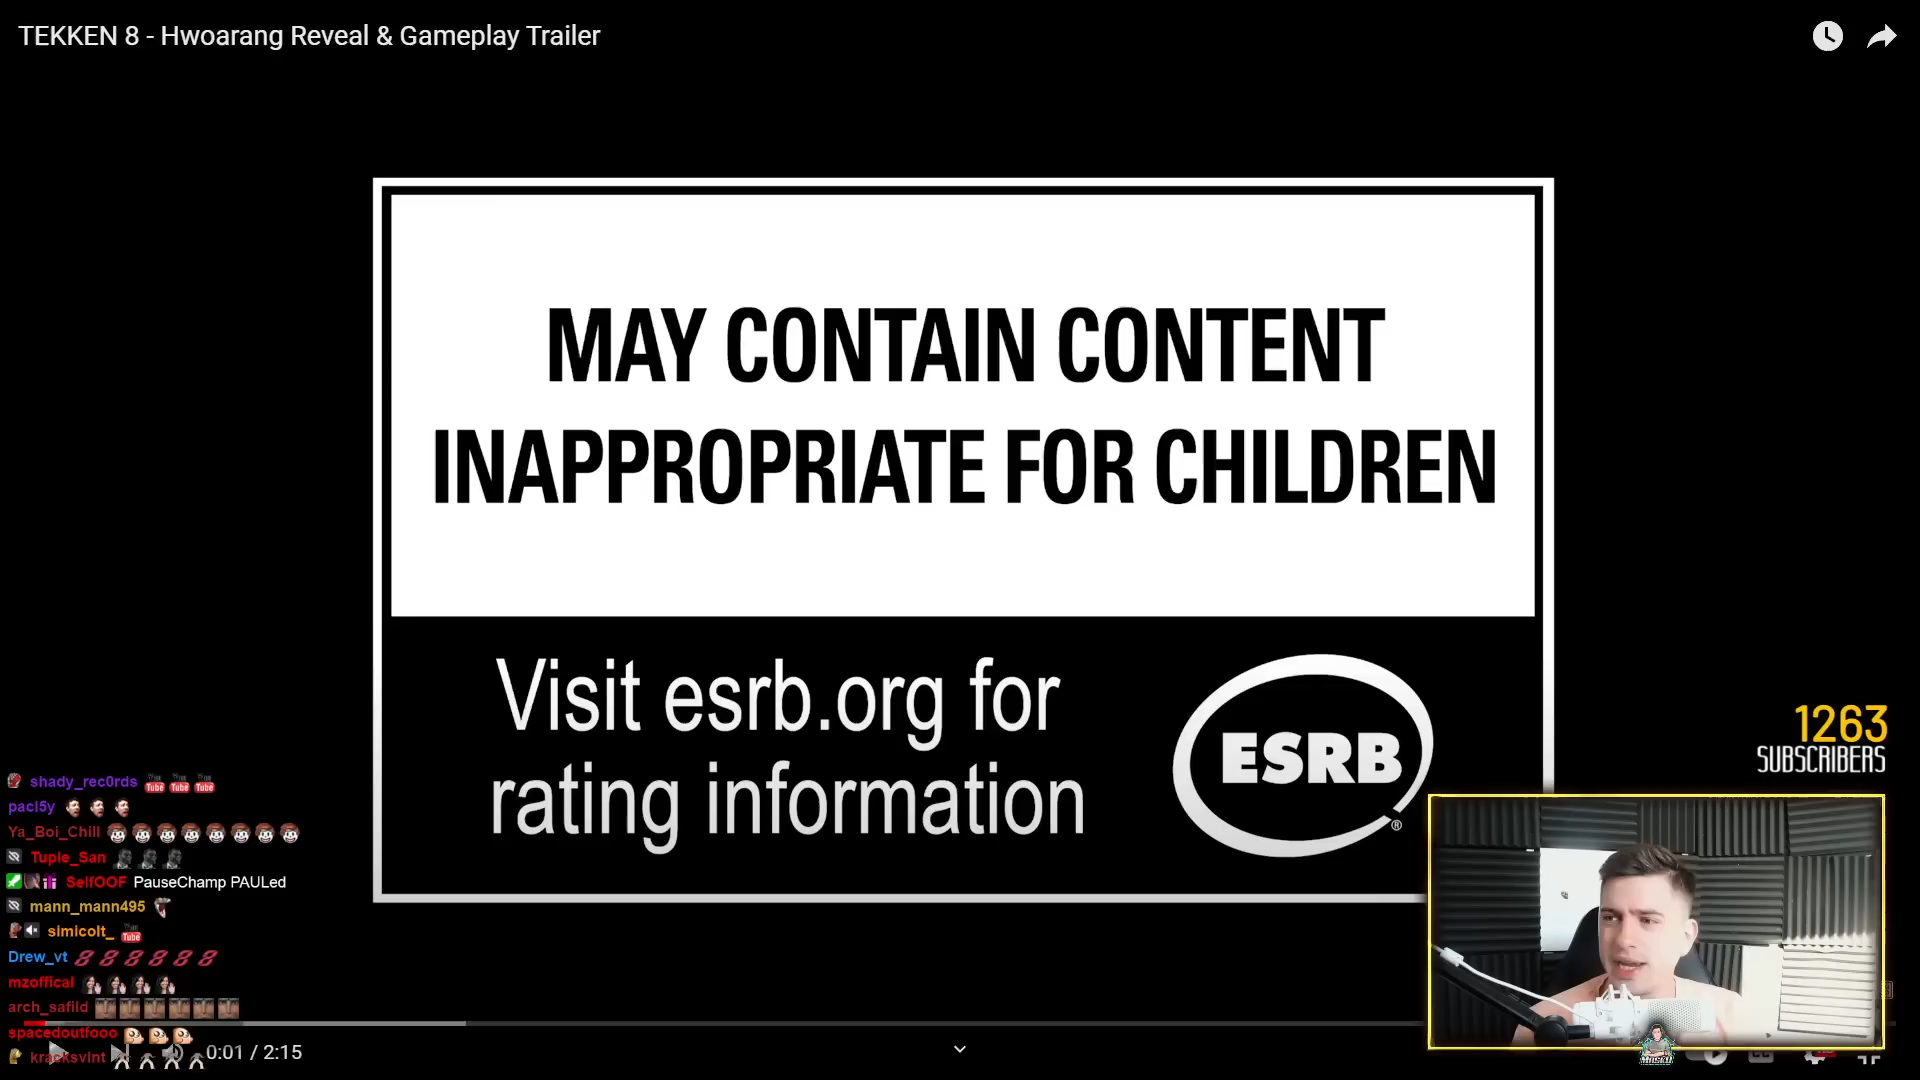 TEKKEN 8 - Hwoarang Reveal & Gameplay Trailer
MAY CONTAIN CONTENT
INAPPROPRIATE FOR CHILDREN
Visit esrb.org for
rating information
ESRB
®
1263
SUBSCRIBERS
shady_rec0rds
paci5y
Ya_Boi_Chill
Tuple_San
SelfOOF PauseChamp PAULed
mann_mann495
simicolt_
Drew_vt
mzoffical
arch_safild
spacedoutfooo
kracksvint
0:01 / 2:15